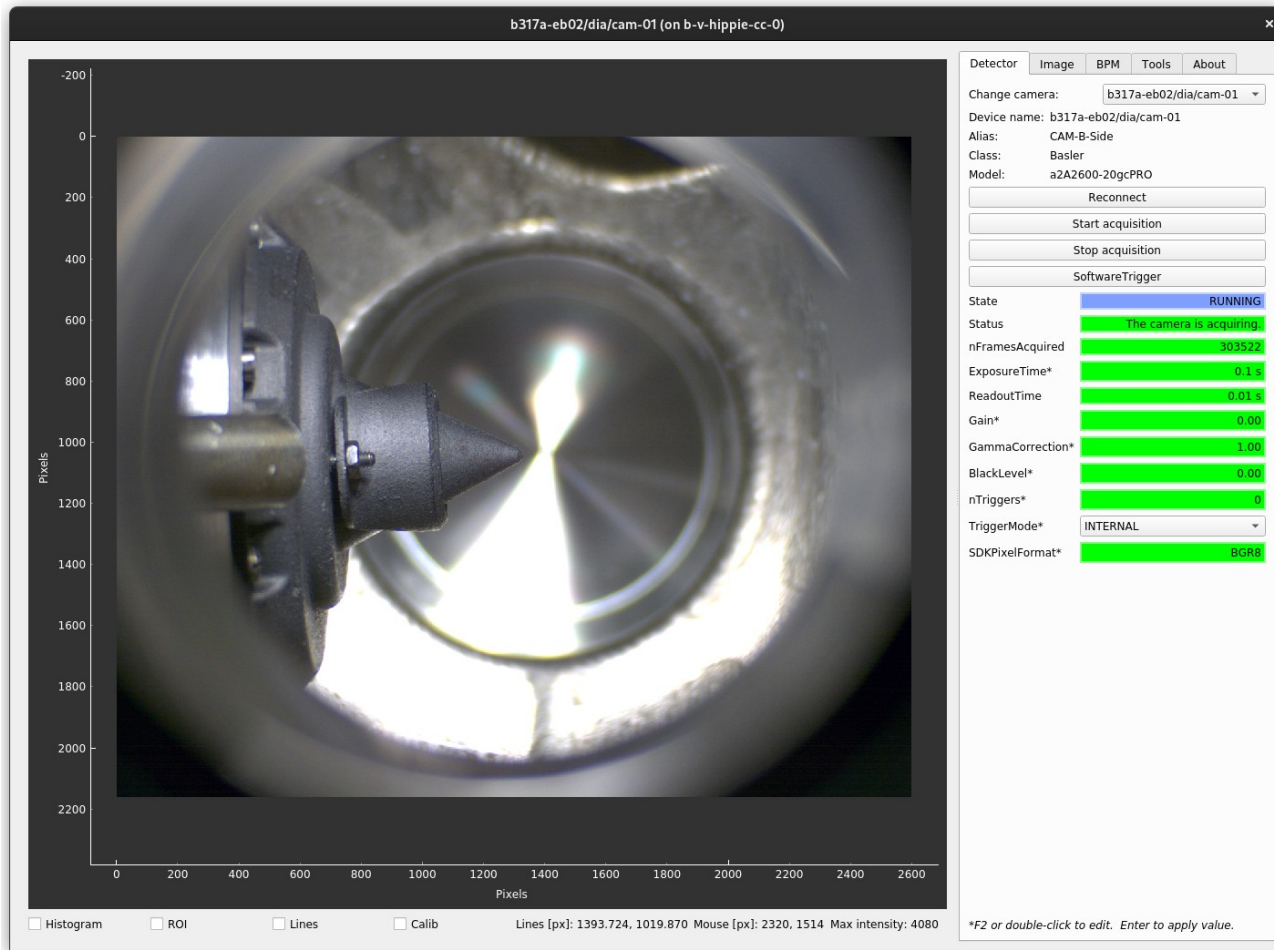 b317a-eb02/dia/cam-01 (on b-v-hippie-cc-0)
Detector Image BPM Tools About
Change camera: b317a-eb02/dia/cam-01
Device name: b317a-eb02/dia/cam-01
Alias: CAM-B-Side
Class: Basler
Model: a2A2600-20gcPRO
Reconnect
Start acquisition
Stop acquisition
SoftwareTrigger
State RUNNING
Status The camera is acquiring.
nFramesAcquired 303522
ExposureTime* 0.1 s
ReadoutTime 0.01 s
Gain* 0.00
GammaCorrection* 1.00
BlackLevel* 0.00
nTriggers* 0
TriggerMode* INTERNAL
SDKPixelFormat* BGR8
-200
0
200
400
600
800
1000
1200
1400
1600
1800
2000
2200
Pixels
0 200 400 600 800 1000 1200 1400 1600 1800 2000 2200 2400 2600
Pixels
Histogram ROI Lines Calib Lines [px]: 1393.724, 1019.870 Mouse [px]: 2320, 1514 Max intensity: 4080
*F2 or double-click to edit. Enter to apply value.